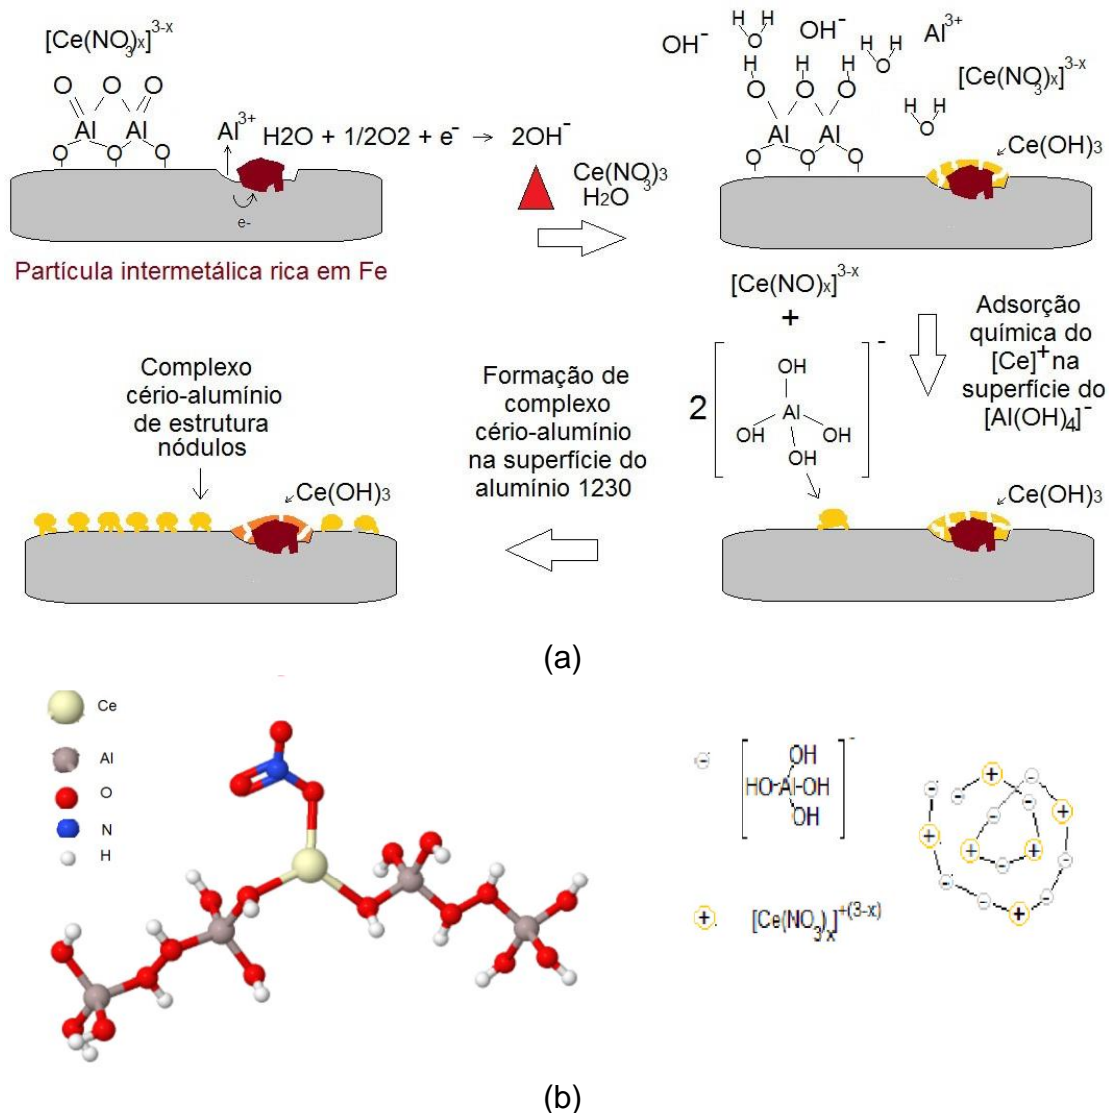 [Ce(NO3)x]3-x
O O O
Al Al
O O O
Al3+
H2O + 1/2O2 + e- → 2OH-
e-
Partícula intermetálica rica em Fe
Ce(NO3)3
H2O
OH-
H H
O
OH-
H H
O
Al3+
[Ce(NO3)x]3-x
H H H
O O O
H H
O
Al Al
O O O
Ce(OH)3
[Ce(NO)x]3-x
+
2
[
OH
Al
OH OH
OH
]-
Adsorção
química do
[Ce]+ na
superfície do
[Al(OH)4]-
Ce(OH)3
Formação de
complexo
cério-alumínio
na superfície do
alumínio 1230
Complexo
cério-alumínio
de estrutura
nódulos
Ce(OH)3
(a)
Ce
Al
O
N
H
-
[
OH
HO-Al-OH
OH
]-
+
[Ce(NO3)x]+(3-x)
- + -
- - - +
+ - + - +
- - -
- - +
(b)